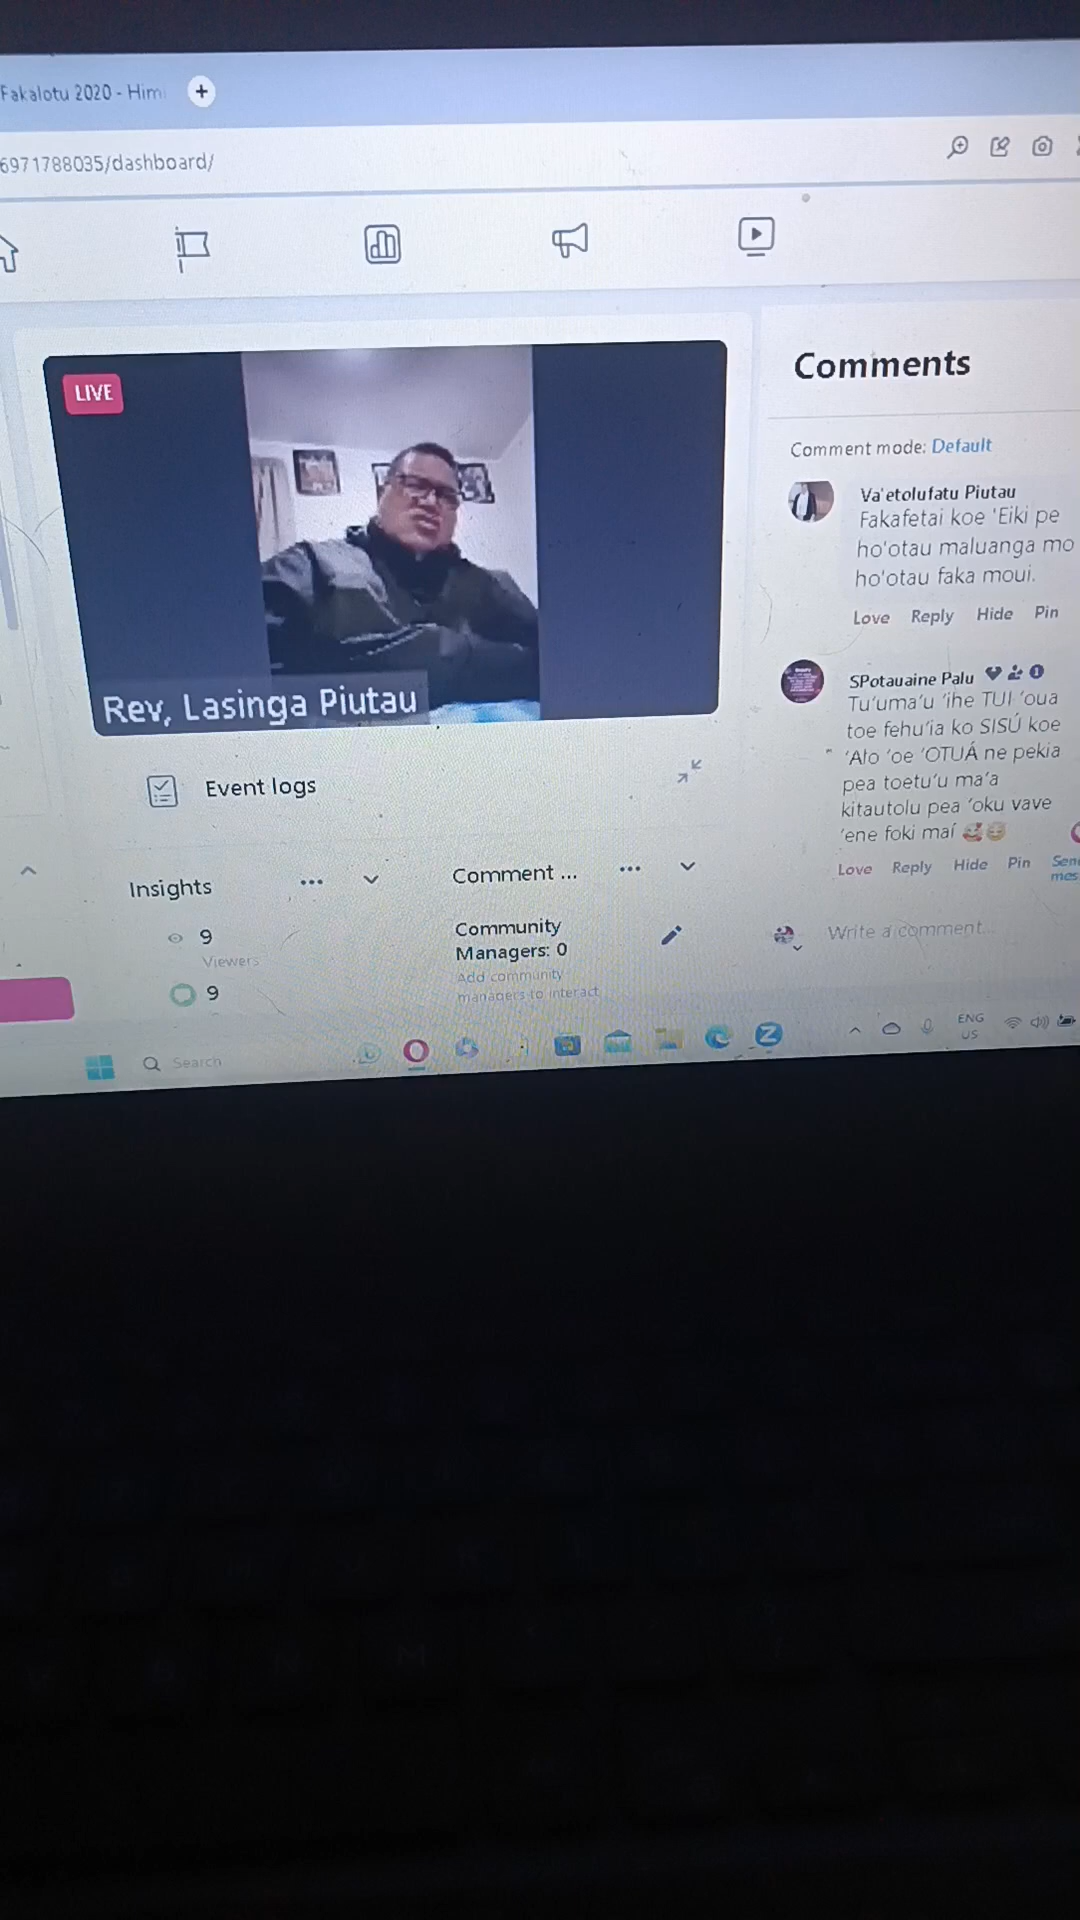 Fakalotu 2020 - Him
6971788035/dashboard/
LIVE
Rev, Lasinga Piutau
Event logs
Insights
9
Viewers
9
Comment ...
Community
Managers: 0
Add community
managers to interact
Comments
Comment mode: Default
Va'etolufatu Piutau
Fakafetai koe 'Eiki pe
ho'otau maluanga mo
ho'otau faka moui.
Love Reply Hide Pin
SPotauaine Palu
Tu'uma'u 'ihe TUI 'oua
toe fehu'ia ko SISÚ koe
'Alo 'oe 'OTUÁ ne pekia
pea toetu'u ma'a
kitautolu pea 'oku vave
'ene foki maí
Love Reply Hide Pin Sen
mes
Write a comment...
Search
ENG
US